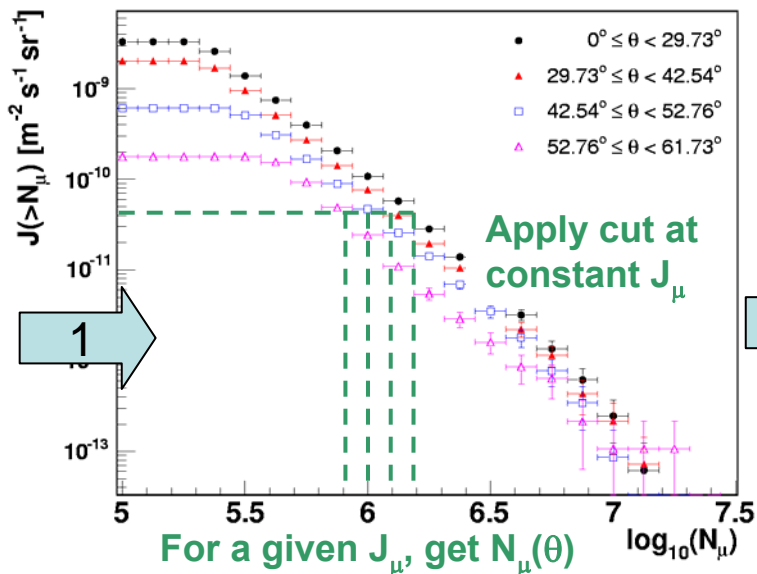 J(>N_μ) [m⁻² s⁻¹ sr⁻¹]
10⁻⁹
10⁻¹⁰
10⁻¹¹
10⁻¹³
0° ≤ θ < 29.73°
29.73° ≤ θ < 42.54°
42.54° ≤ θ < 52.76°
52.76° ≤ θ < 61.73°
Apply cut at
constant J_μ
1
5 5.5 6 6.5 7 7.5
log₁₀(N_μ)
For a given J_μ, get N_μ(θ)